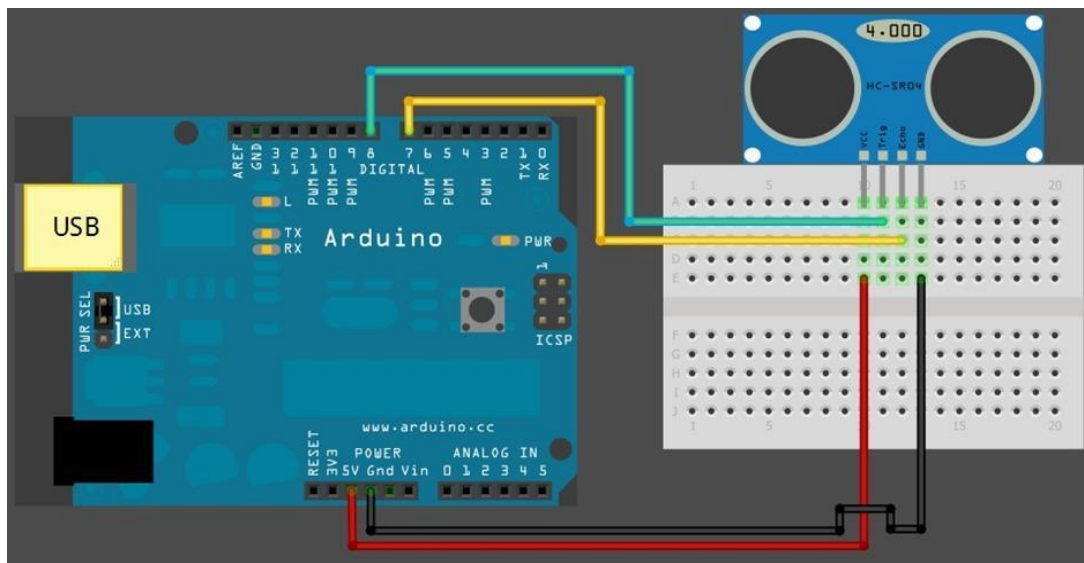 4.000
HC-SR04
VCC Trig Echo GND
1 5 10 15 20
A
D
E
F
G
H
I
J
1 5 15 20
AREF GND 13 12 11 10 9 8 7 6 5 4 3 2 1 0
PWM PWM PWM PWM PWM PWM
TX RX
DIGITAL
L
TX
RX
Arduino
PWR
1
ICSP
USB
PWR SEL
USB
EXT
www.arduino.cc
POWER ANALOG IN
RESET 3V3 5V Gnd Vin 0 1 2 3 4 5